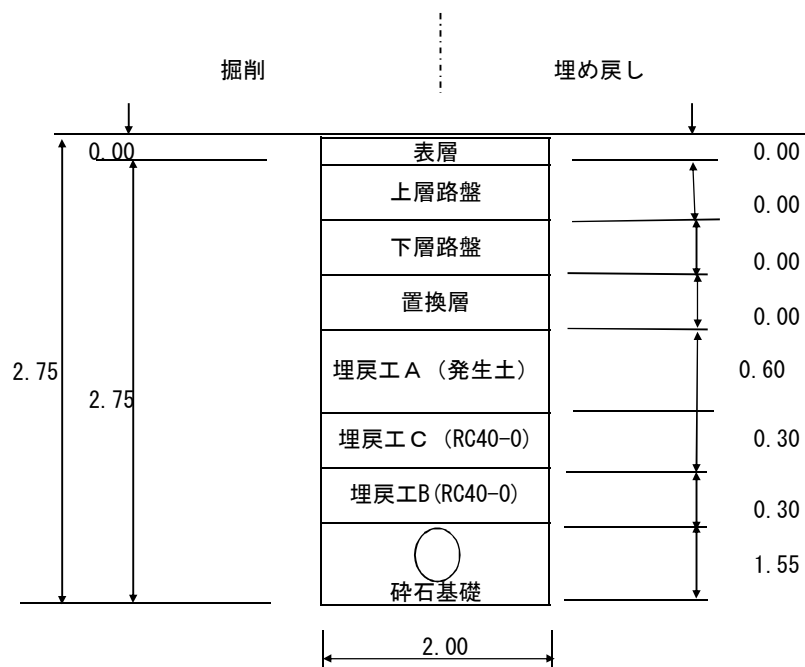 掘削
埋め戻し
0.00
表層
0.00
上層路盤
0.00
下層路盤
0.00
置換層
0.00
2.75
2.75
埋戻工A（発生土）
0.60
埋戻工C（RC40-0)
0.30
埋戻工B(RC40-0)
0.30
1.55
砕石基礎
2.00